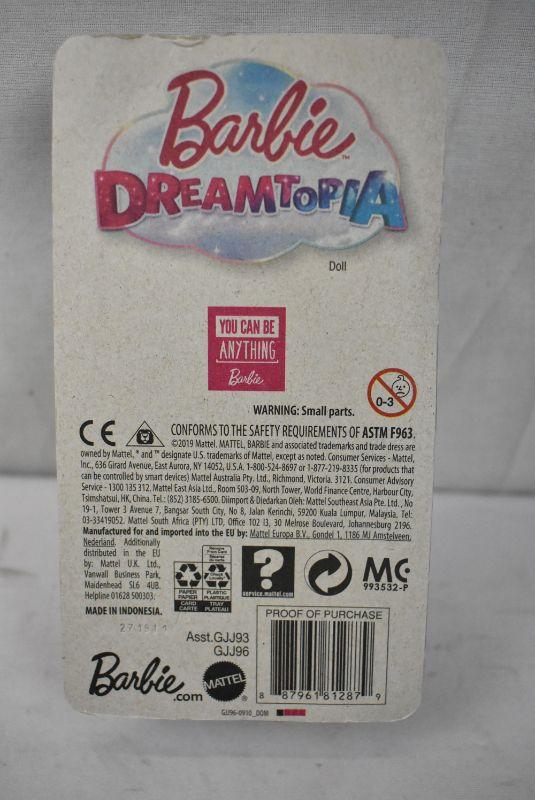 Barbie™
DREAMTOPIA
Doll
YOU CAN BE
ANYTHING
Barbie
0-3
WARNING: Small parts.
CE CONFORMS TO THE SAFETY REQUIREMENTS OF ASTM F963.
©2019 Mattel. MATTEL, BARBIE and associated trademarks and trade dress are
owned by Mattel. ® and ™ designate U.S. trademarks of Mattel, except as noted. Consumer Services - Mattel,
Inc., 636 Girard Avenue, East Aurora, NY 14052, U.S.A. 1-800-524-8697 or 1-877-219-8335 (for products that
can be controlled by smart devices) Mattel Australia Pty. Ltd., Richmond, Victoria. 3121. Consumer Advisory
Service - 1300 135 312. Mattel East Asia Ltd., Room 503-09, North Tower, World Finance Centre, Harbour City,
Tsimshatsui, HK, China. Tel.: (852) 3185-6500. Diimport & Diedarkan Oleh: Mattel Southeast Asia Pte. Ltd., No
19-1, Tower 3 Avenue 7, Bangsar South City, No 8, Jalan Kerinchi, 59200 Kuala Lumpur, Malaysia. Tel:
03-33419052. Mattel South Africa (PTY) LTD, Office 102 I3, 30 Melrose Boulevard, Johannesburg 2196.
Manufactured for and imported into the EU by: Mattel Europa B.V., Gondel 1, 1186 MJ Amstelveen,
Nederland. Additionally
distributed in the EU
by: Mattel U.K. Ltd.,
Vanwall Business Park,
Maidenhead SL6 4UB.
Helpline 01628 500303.
PAPER
PAPIER
CARD
CARTE
PLASTIC
PLASTIQUE
TRAY
PLATEAU
?
service.mattel.com
MC
993532-P
MADE IN INDONESIA.
Asst.GJJ93
GJJ96
PROOF OF PURCHASE
8 87961 81287 9
Barbie.com
MATTEL®
GJJ96-0910_DOM